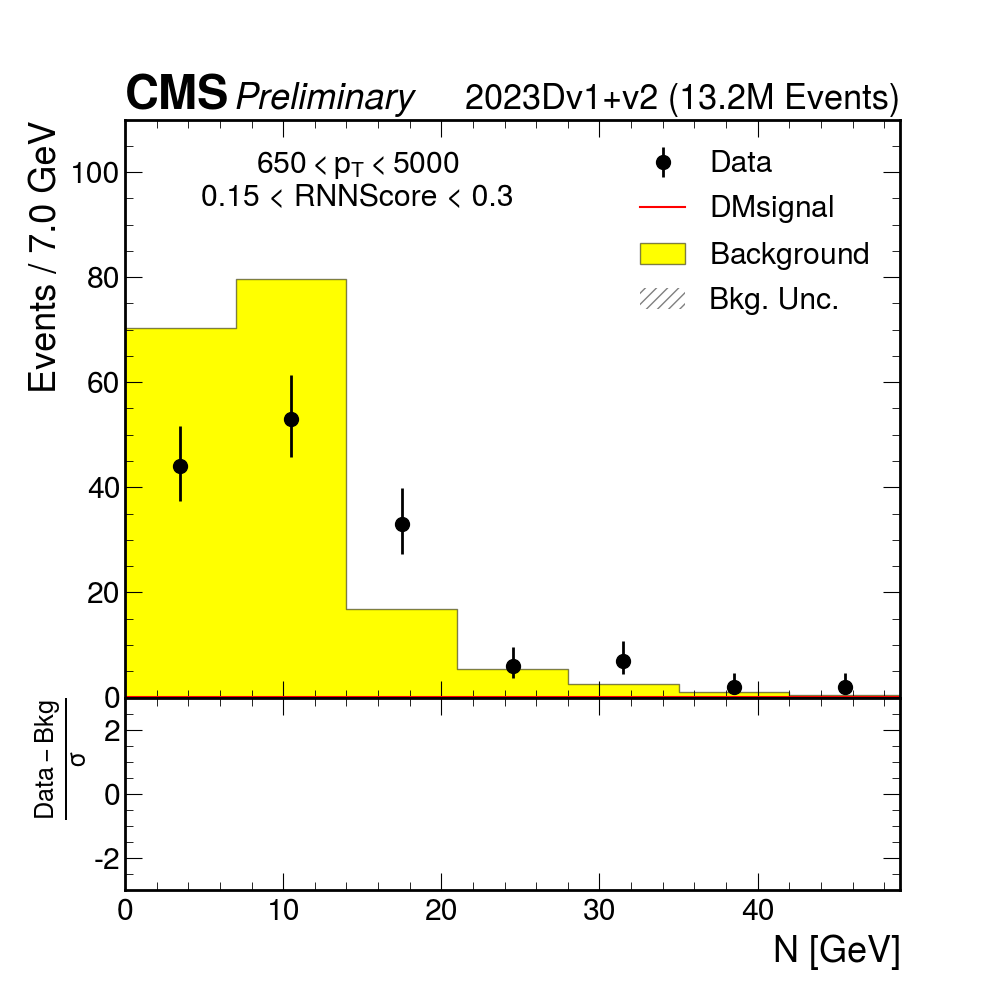 CMS Preliminary 2023Dv1+v2 (13.2M Events)
650 < pT < 5000
0.15 < RNNScore < 0.3
Data
DMsignal
Background
Bkg. Unc.
Events / 7.0 GeV
100
80
60
40
20
0
Data – Bkg
σ
2
0
-2
0 10 20 30 40
N [GeV]